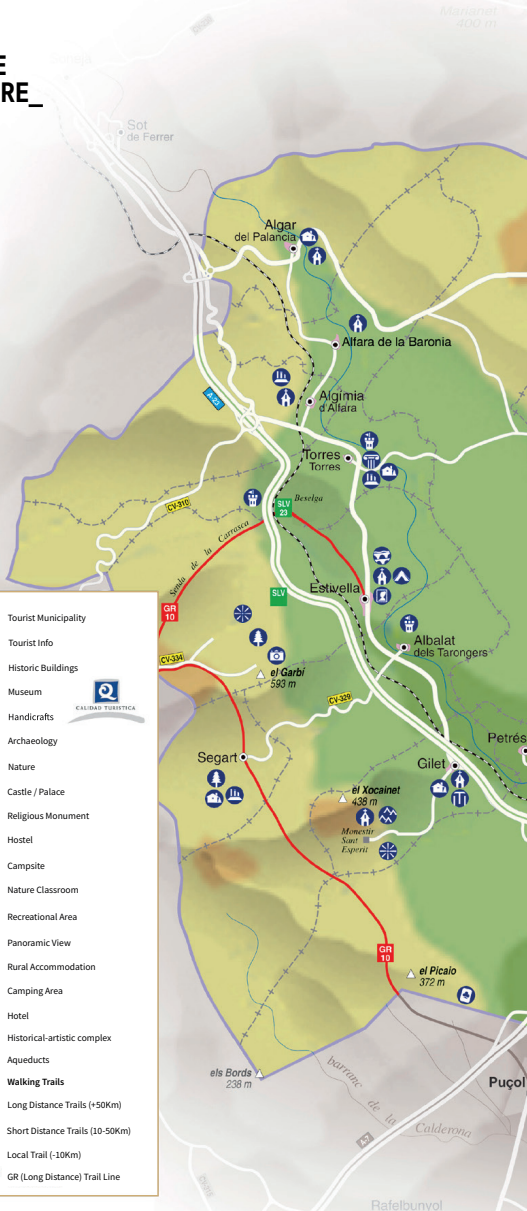 E
RE_
Marianet
400 m
Soneja
Sot
de Ferrer
Algar
del Palancia
Alfara de la Baronia
A-23
Algímia
d'Alfara
Torres
Torres
CV-310
SLV
23
Beselga
Senda de la Carrasca
GR
10
SLV
Estivella
Albalat
dels Tarongers
CV-334
el Garbí
593 m
CV-329
Petrés
Segart
Gilet
el Xocainet
438 m
Monestir
Sant
Esperit
GR
10
el Picaio
372 m
els Bords
238 m
barranc de la Calderona
Puçol
A-7
Rafelbunyol
Tourist Municipality
Tourist Info
Historic Buildings
Museum
Q
CALIDAD TURISTICA
Handicrafts
Archaeology
Nature
Castle / Palace
Religious Monument
Hostel
Campsite
Nature Classroom
Recreational Area
Panoramic View
Rural Accommodation
Camping Area
Hotel
Historical-artistic complex
Aqueducts
Walking Trails
Long Distance Trails (+50Km)
Short Distance Trails (10-50Km)
Local Trail (-10Km)
GR (Long Distance) Trail Line